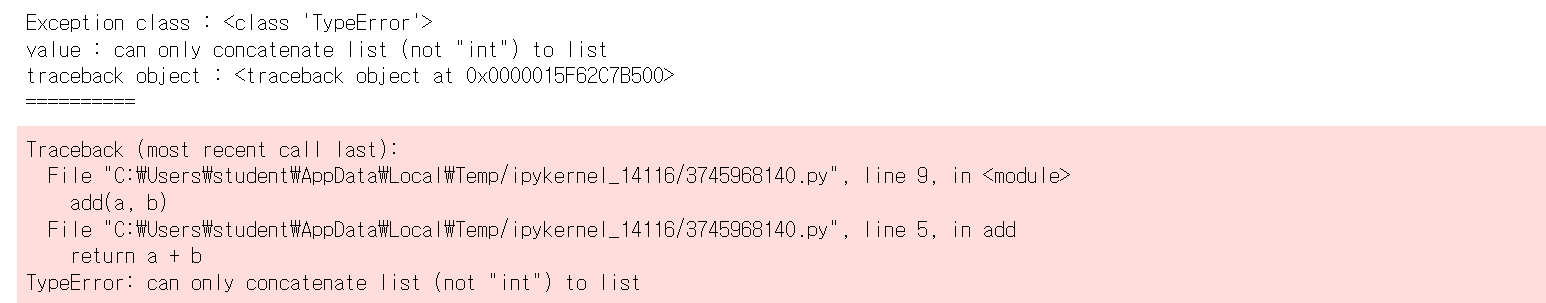 Exception class : <class 'TypeError'>
value : can only concatenate list (not "int") to list
traceback object : <traceback object at 0x0000015F62C7B500>
==========
Traceback (most recent call last):
  File "C:₩Users₩student₩AppData₩Local₩Temp/ipykernel_14116/3745968140.py", line 9, in <module>
    add(a, b)
  File "C:₩Users₩student₩AppData₩Local₩Temp/ipykernel_14116/3745968140.py", line 5, in add
    return a + b
TypeError: can only concatenate list (not "int") to list